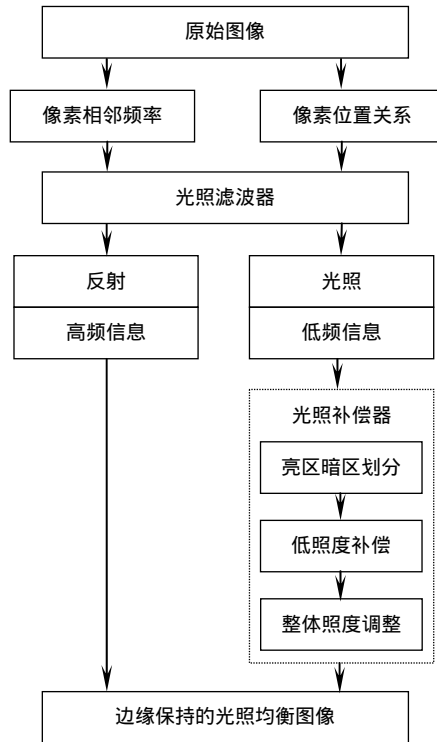 原始图像
像素相邻频率
像素位置关系
光照滤波器
反射
光照
高频信息
低频信息
光照补偿器
亮区暗区划分
低照度补偿
整体照度调整
边缘保持的光照均衡图像